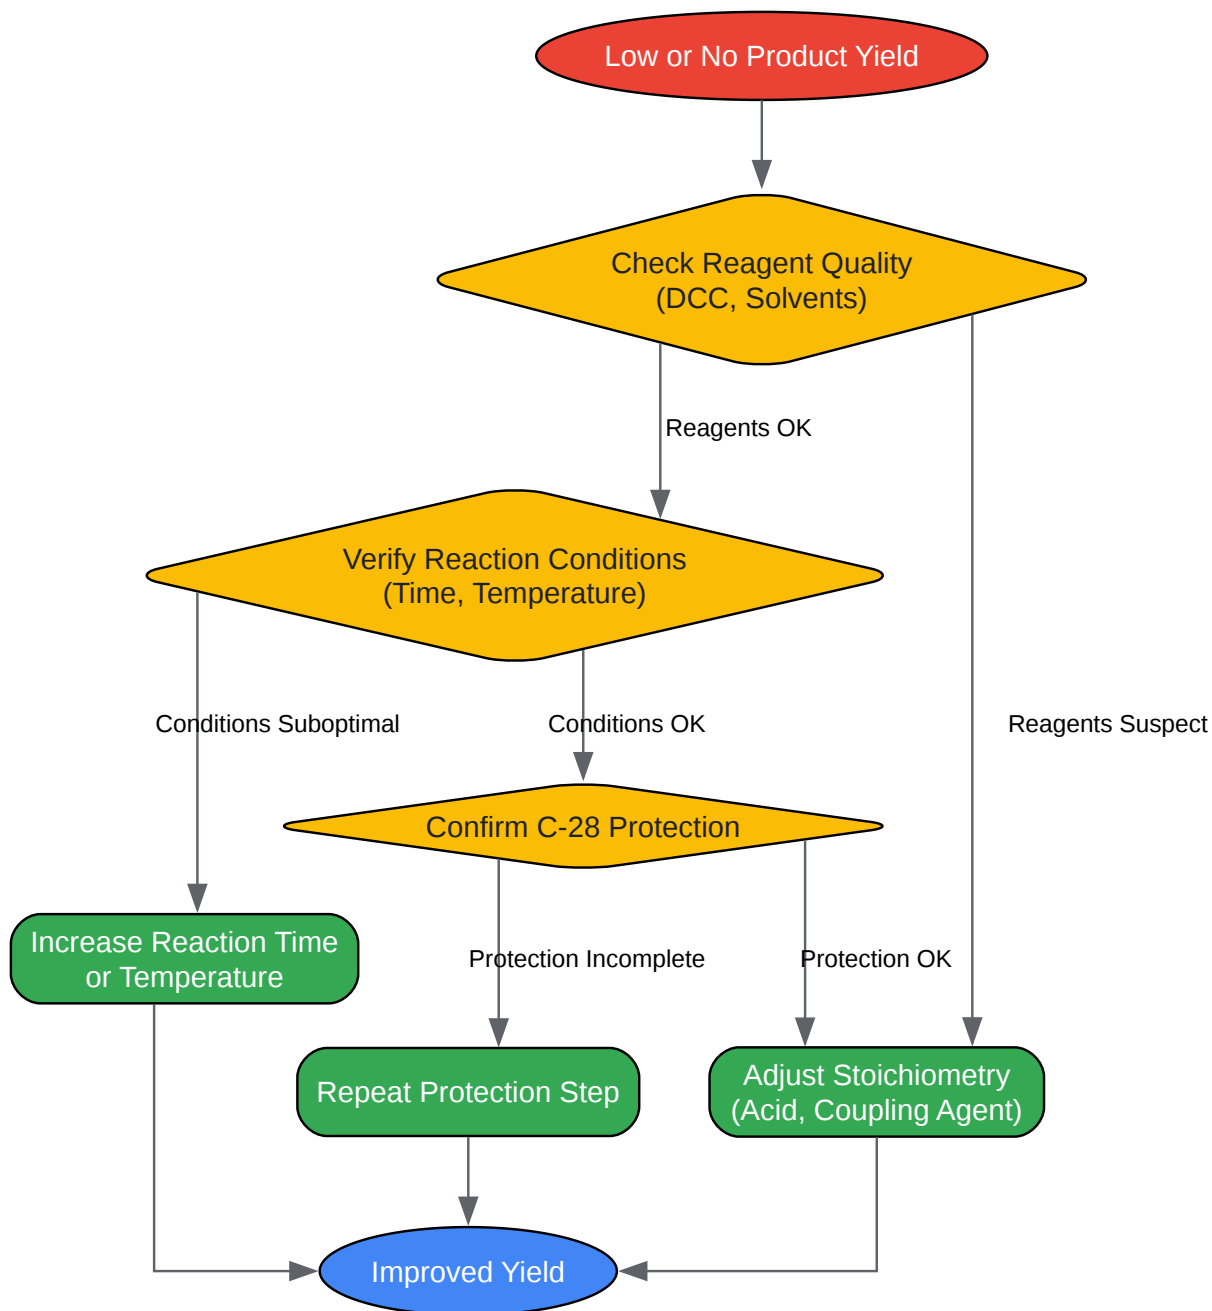 Low or No Product Yield
Check Reagent Quality
(DCC, Solvents)
Reagents OK
Verify Reaction Conditions
(Time, Temperature)
Conditions Suboptimal
Conditions OK
Reagents Suspect
Confirm C-28 Protection
Increase Reaction Time
or Temperature
Protection Incomplete
Protection OK
Repeat Protection Step
Adjust Stoichiometry
(Acid, Coupling Agent)
Improved Yield